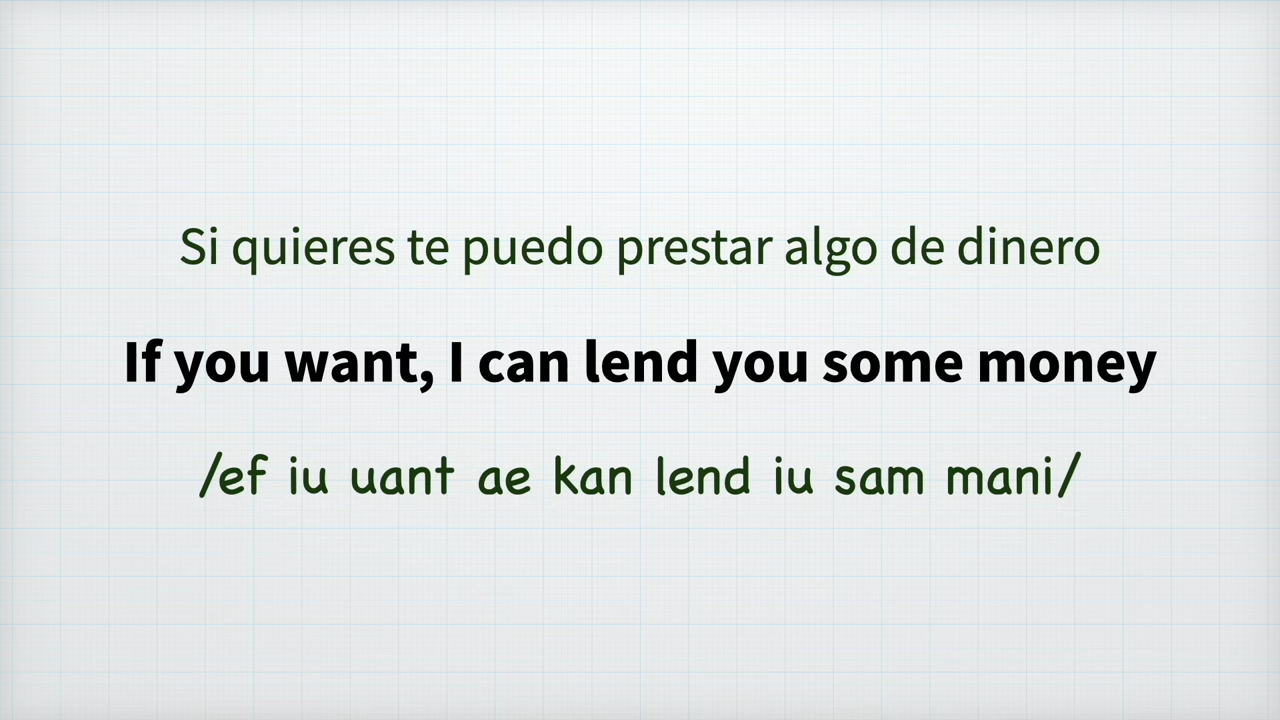 Si quieres te puedo prestar algo de dinero
If you want, I can lend you some money
/ef iu uant ae kan lend iu sam mani/